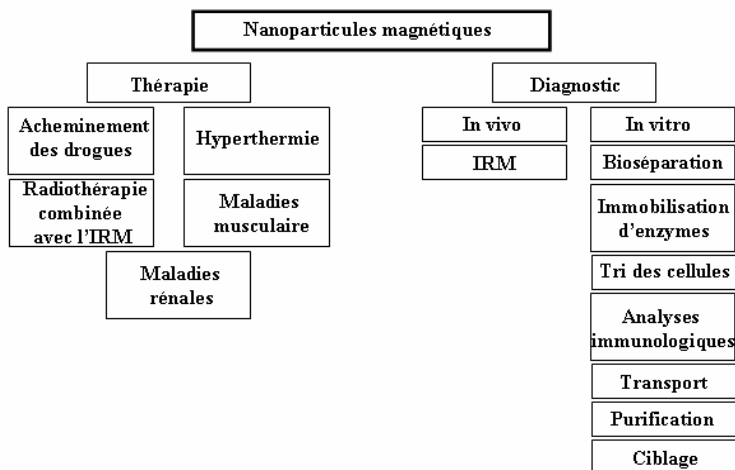 Nanoparticules magnétiques
Thérapie
Diagnostic
Acheminement
des drogues
Hyperthermie
Radiothérapie
combinée
avec l'IRM
Maladies
musculaire
Maladies
rénales
In vivo
IRM
In vitro
Bioséparation
Immobilisation
d'enzymes
Tri des cellules
Analyses
immunologiques
Transport
Purification
Ciblage